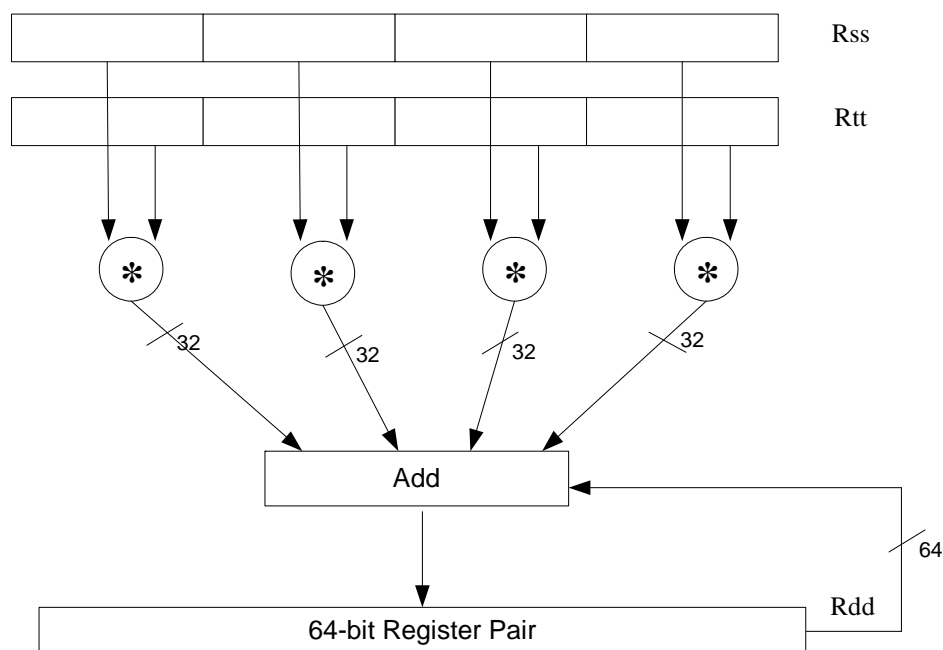 Rss
Rtt
* * * *
32 32 32 32
Add
64
Rdd
64-bit Register Pair